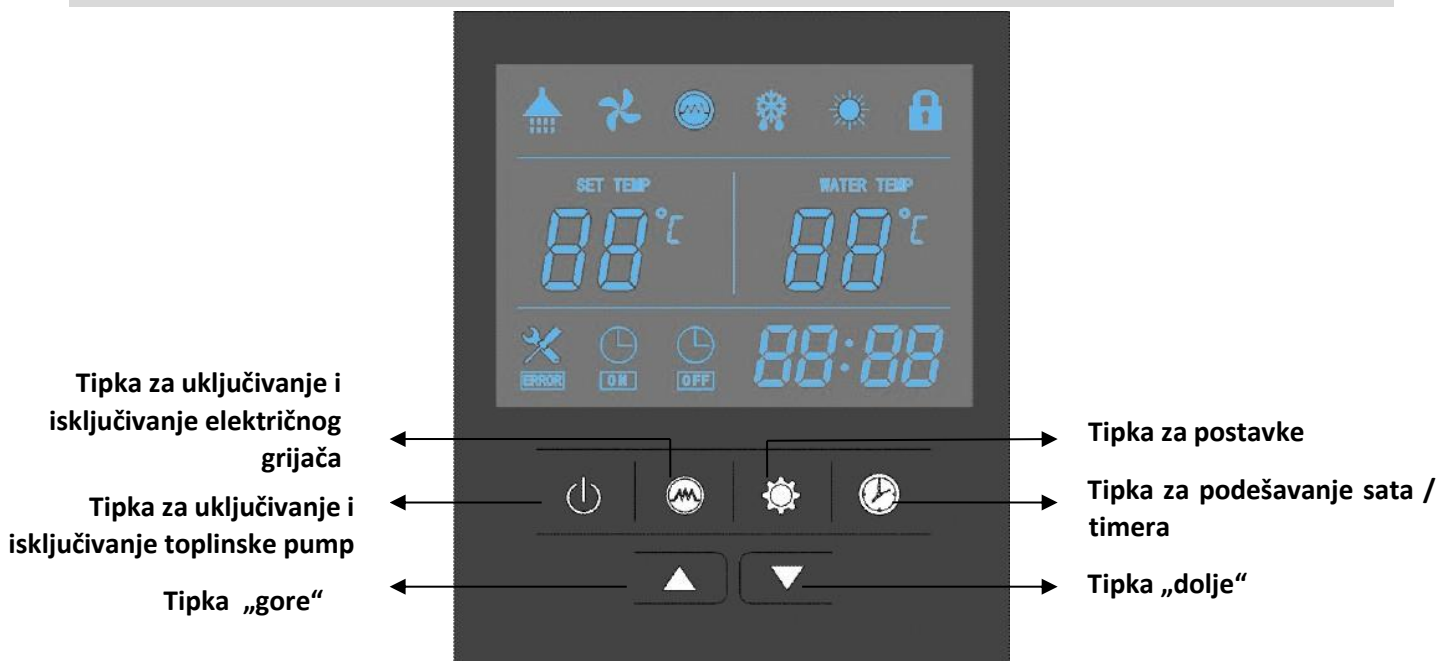 SET TEMP
WATER TEMP
88°C
88°C
ERROR
ON
OFF
88:88
Tipka za uključivanje i
isključivanje električnog
grijača
Tipka za uključivanje i
isključivanje toplinske pump
Tipka „gore“
Tipka za postavke
Tipka za podešavanje sata /
timera
Tipka „dolje“